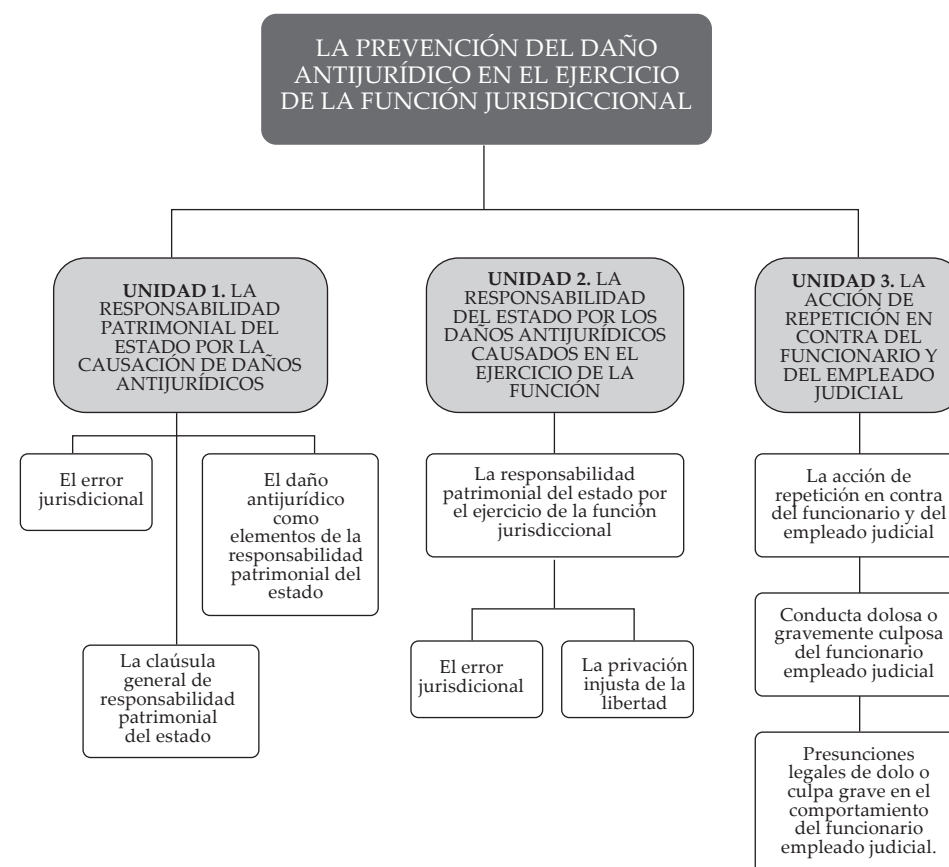 LA PREVENCIÓN DEL DAÑO
ANTIJURÍDICO EN EL EJERCICIO
DE LA FUNCIÓN JURISDICCIONAL
UNIDAD 1. LA
RESPONSABILIDAD
PATRIMONIAL DEL
ESTADO POR LA
CAUSACIÓN DE DAÑOS
ANTIJURÍDICOS
El error
jurisdicional
El daño
antijurídico
como
elementos de la
responsabilidad
patrimonial del
estado
La claúsula
general de
responsabilidad
patrimonial
del estado
UNIDAD 2. LA
RESPONSABILIDAD
DEL ESTADO POR LOS
DAÑOS ANTIJURÍDICOS
CAUSADOS EN EL
EJERCICIO DE LA
FUNCIÓN
La responsabilidad
patrimonial del estado por
el ejercicio de la función
jurisdiccional
El error
jurisdicional
La privación
injusta de la
libertad
UNIDAD 3. LA
ACCIÓN DE
REPETICIÓN EN
CONTRA DEL
FUNCIONARIO Y
DEL EMPLEADO
JUDICIAL
La acción de
repetición en contra
del funcionario y del
empleado judicial
Conducta dolosa o
gravemente culposa
del funcionario
empleado judicial
Presunciones
legales de dolo o
culpa grave en el
comportamiento
del funcionario
empleado judicial.